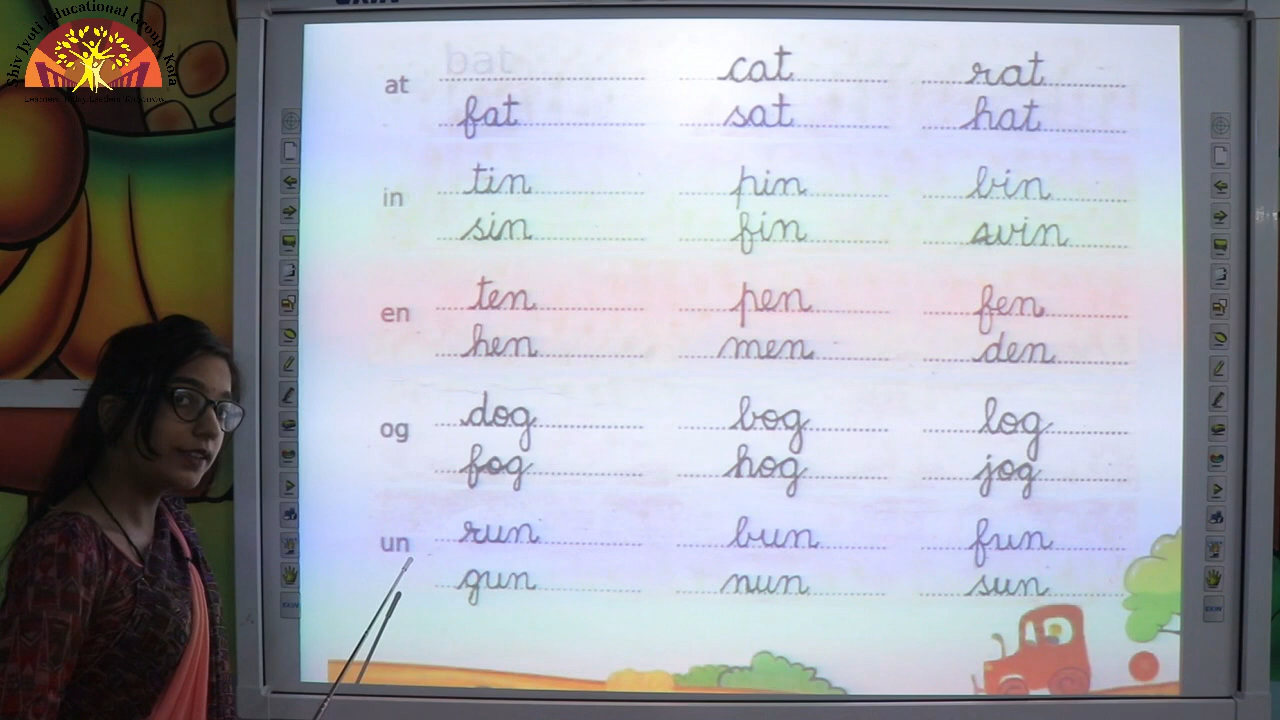 Shiv Jyoti Educational Group, Kota
at bat cat rat
fat sat hat
in tin pin bin
sin fin win
en ten pen fen
hen men den
og dog bog log
fog hog jog
un run bun fun
gun nun sun